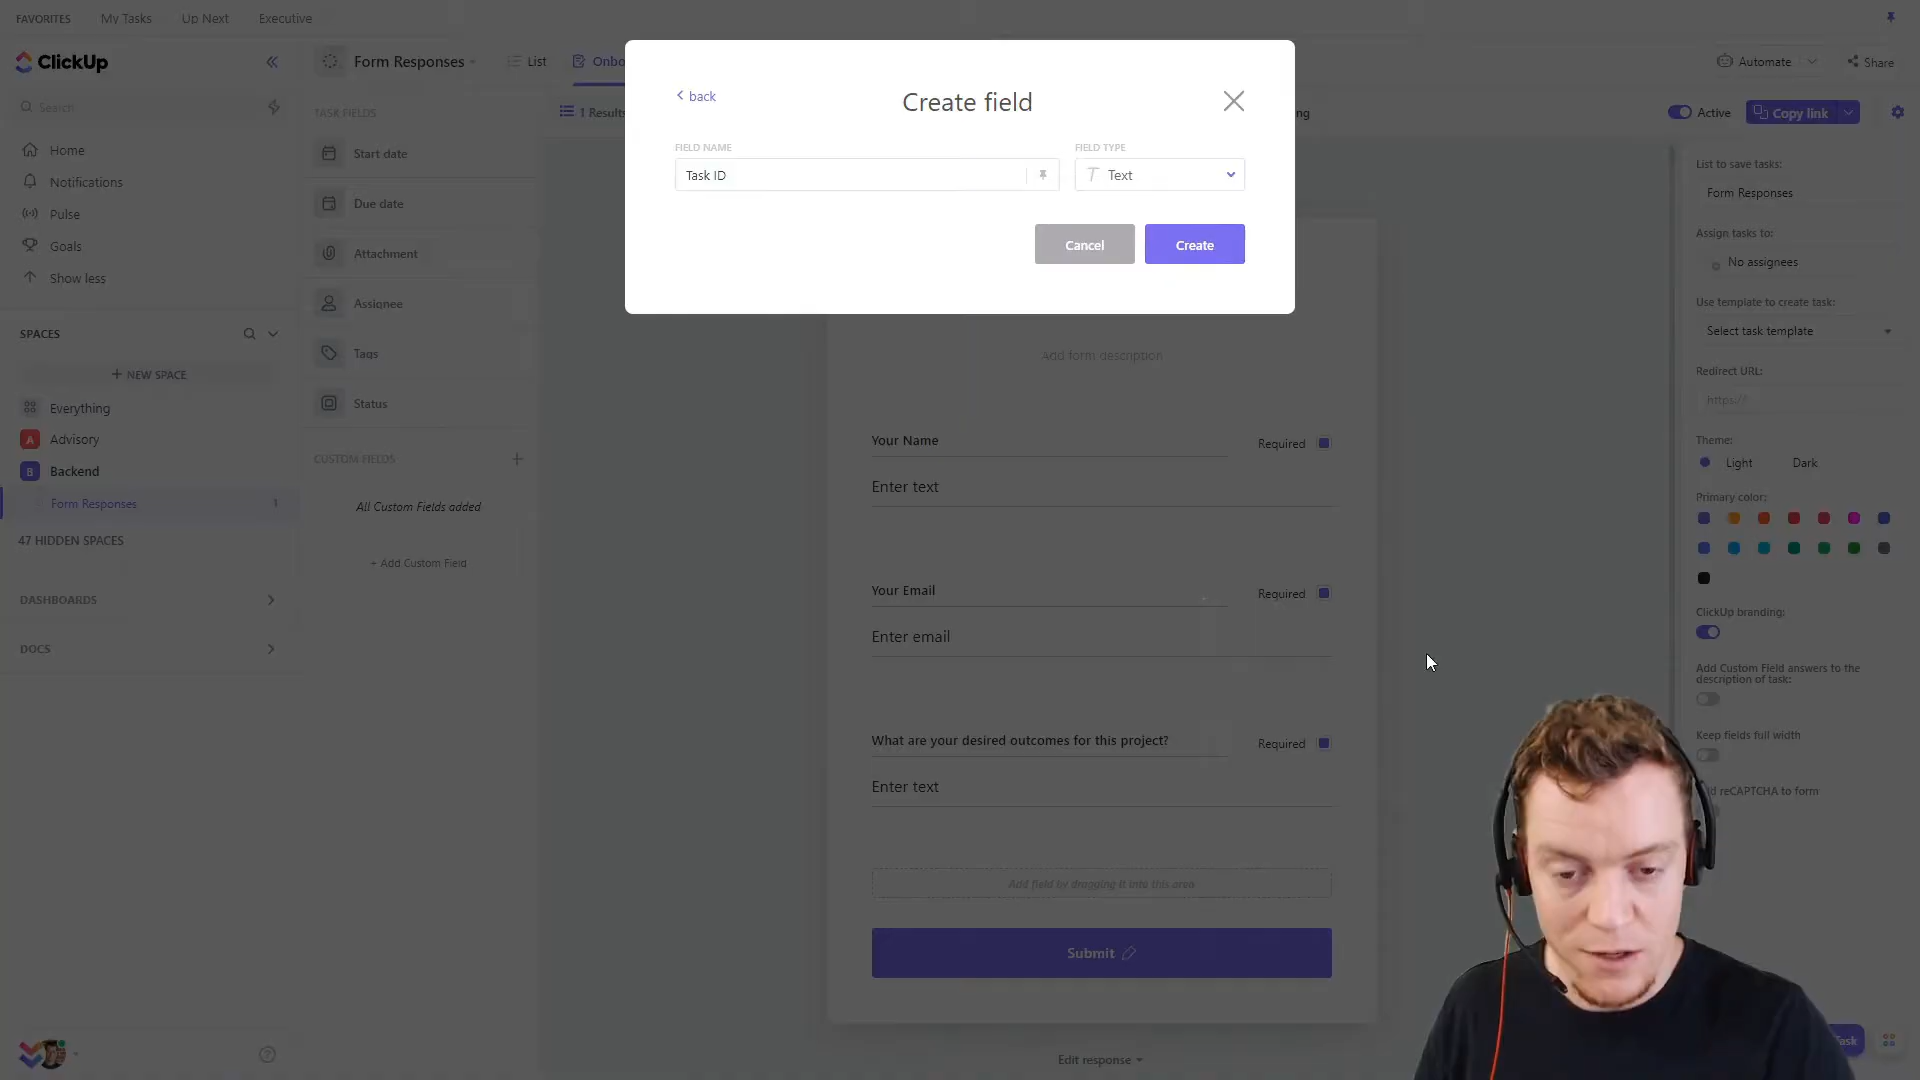 FAVORITES
My Tasks
Up Next
Executive
ClickUp
Form Responses
List
Onbo
Automate
Share
Search
TASK FIELDS
1 Results
ng
Active
Copy link
back
Create field
FIELD NAME
FIELD TYPE
Task ID
Text
Cancel
Create
Home
Notifications
Pulse
Goals
Show less
SPACES
+ NEW SPACE
Everything
A
Advisory
B
Backend
Form Responses
1
47 HIDDEN SPACES
DASHBOARDS
DOCS
Start date
Due date
Attachment
Assignee
Tags
Status
CUSTOM FIELDS
All Custom Fields added
+ Add Custom Field
Add form description
Your Name
Required
Enter text
Your Email
Required
Enter email
What are your desired outcomes for this project?
Required
Enter text
Add field by dragging it into this area
Submit
Edit response
List to save tasks:
Form Responses
Assign tasks to:
No assignees
Use template to create task:
Select task template
Redirect URL:
https://
Theme:
Light
Dark
Primary color:
ClickUp branding:
Add Custom Field answers to the
description of task:
Keep fields full width
reCAPTCHA to form
ask